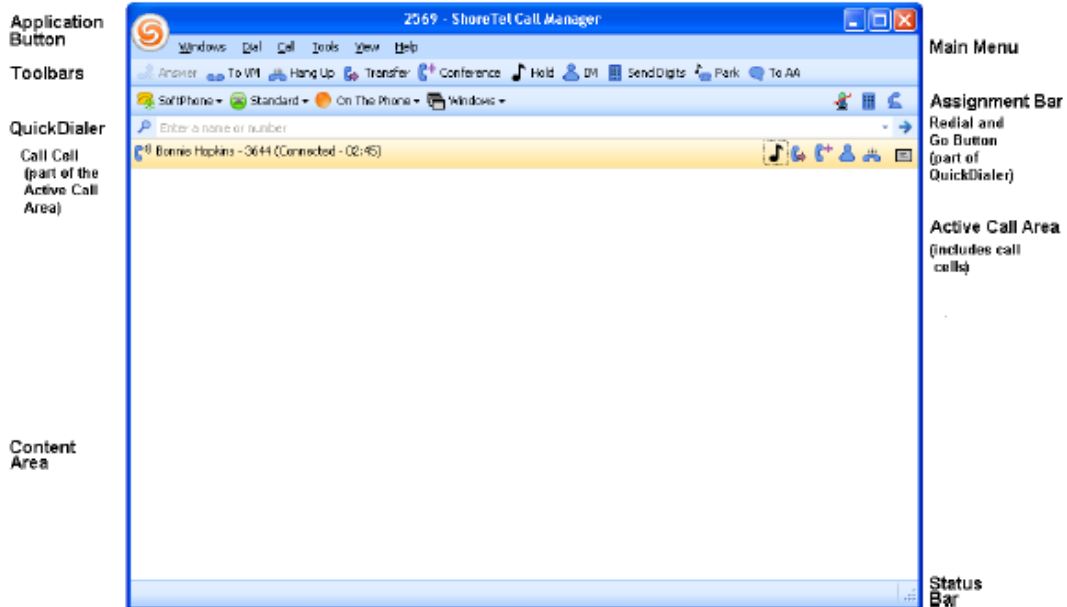 2569 - ShoreTel Call Manager
Application
Button
Windows Dial Call Tools View Help
Main Menu
Toolbars
Answer To VM Hang Up Transfer Conference Hold IM Send Digits Park To AA
SoftPhone Standard On The Phone Windows
Assignment Bar
QuickDialer
Enter a name or number
Redial and
Go Button
(part of
QuickDialer)
Call Cell
(part of the
Active Call
Area)
Bonnie Hopkins - 3644 (Connected - 02:45)
Active Call Area
(includes call
cells)
Content
Area
Status
Bar